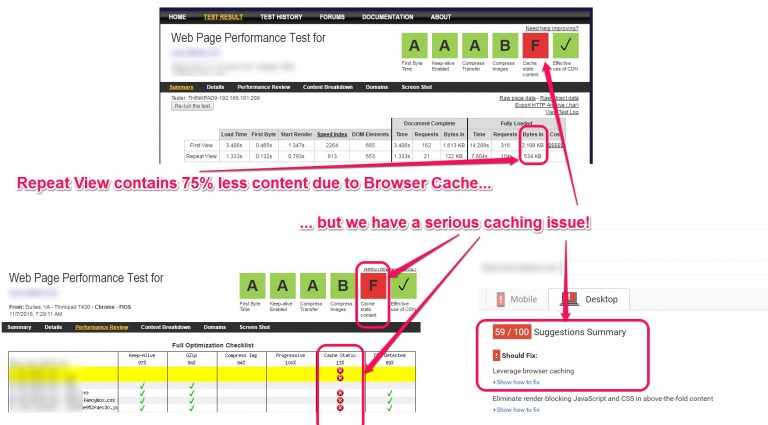 HOME TEST RESULT TEST HISTORY FORUMS DOCUMENTATION ABOUT
Need help improving?
Web Page Performance Test for
A A A B F ✓
First Byte Time Keep-alive Enabled Compress Transfer Compress Images Cache static content Effective use of CDN
Summary Details Performance Review Content Breakdown Domains Screen Shot
Tester: THINKPAD9-192.168.101.209
Re-run the test
Raw page data - Raw object data
Export HTTP Archive (.har)
View Test Log
Document Complete Fully Loaded
Load Time First Byte Start Render Speed Index DOM Elements Time Requests Bytes In Time Requests Bytes In Cost
First View 3.406s 0.465s 1.347s 2264 665 3.406s 162 1,613 KB 14.289s 316 2,108 KB $$$$$
Repeat View 1.333s 0.132s 0.793s 813 653 1.333s 21 122 KB 7.604s 534 KB
Repeat View contains 75% less content due to Browser Cache...
... but we have a serious caching issue!
Web Page Performance Test for
From: Dulles, VA - Thinkpad T430 - Chrome - FIOS
11/7/2016, 7:29:11 AM
A A A B F ✓
First Byte Time Keep-alive Enabled Compress Transfer Compress Images Cache static content Effective use of CDN
Summary Details Performance Review Content Breakdown Domains Screen Shot
Full Optimization Checklist
Keep-Alive GZip Compress Img Progressive Cache Static Detected
97% 94% 84% 100% 13% 89%
Mobile Desktop
59 / 100 Suggestions Summary
! Should Fix:
Leverage browser caching
Show how to fix
Eliminate render-blocking JavaScript and CSS in above-the-fold content
Show how to fix